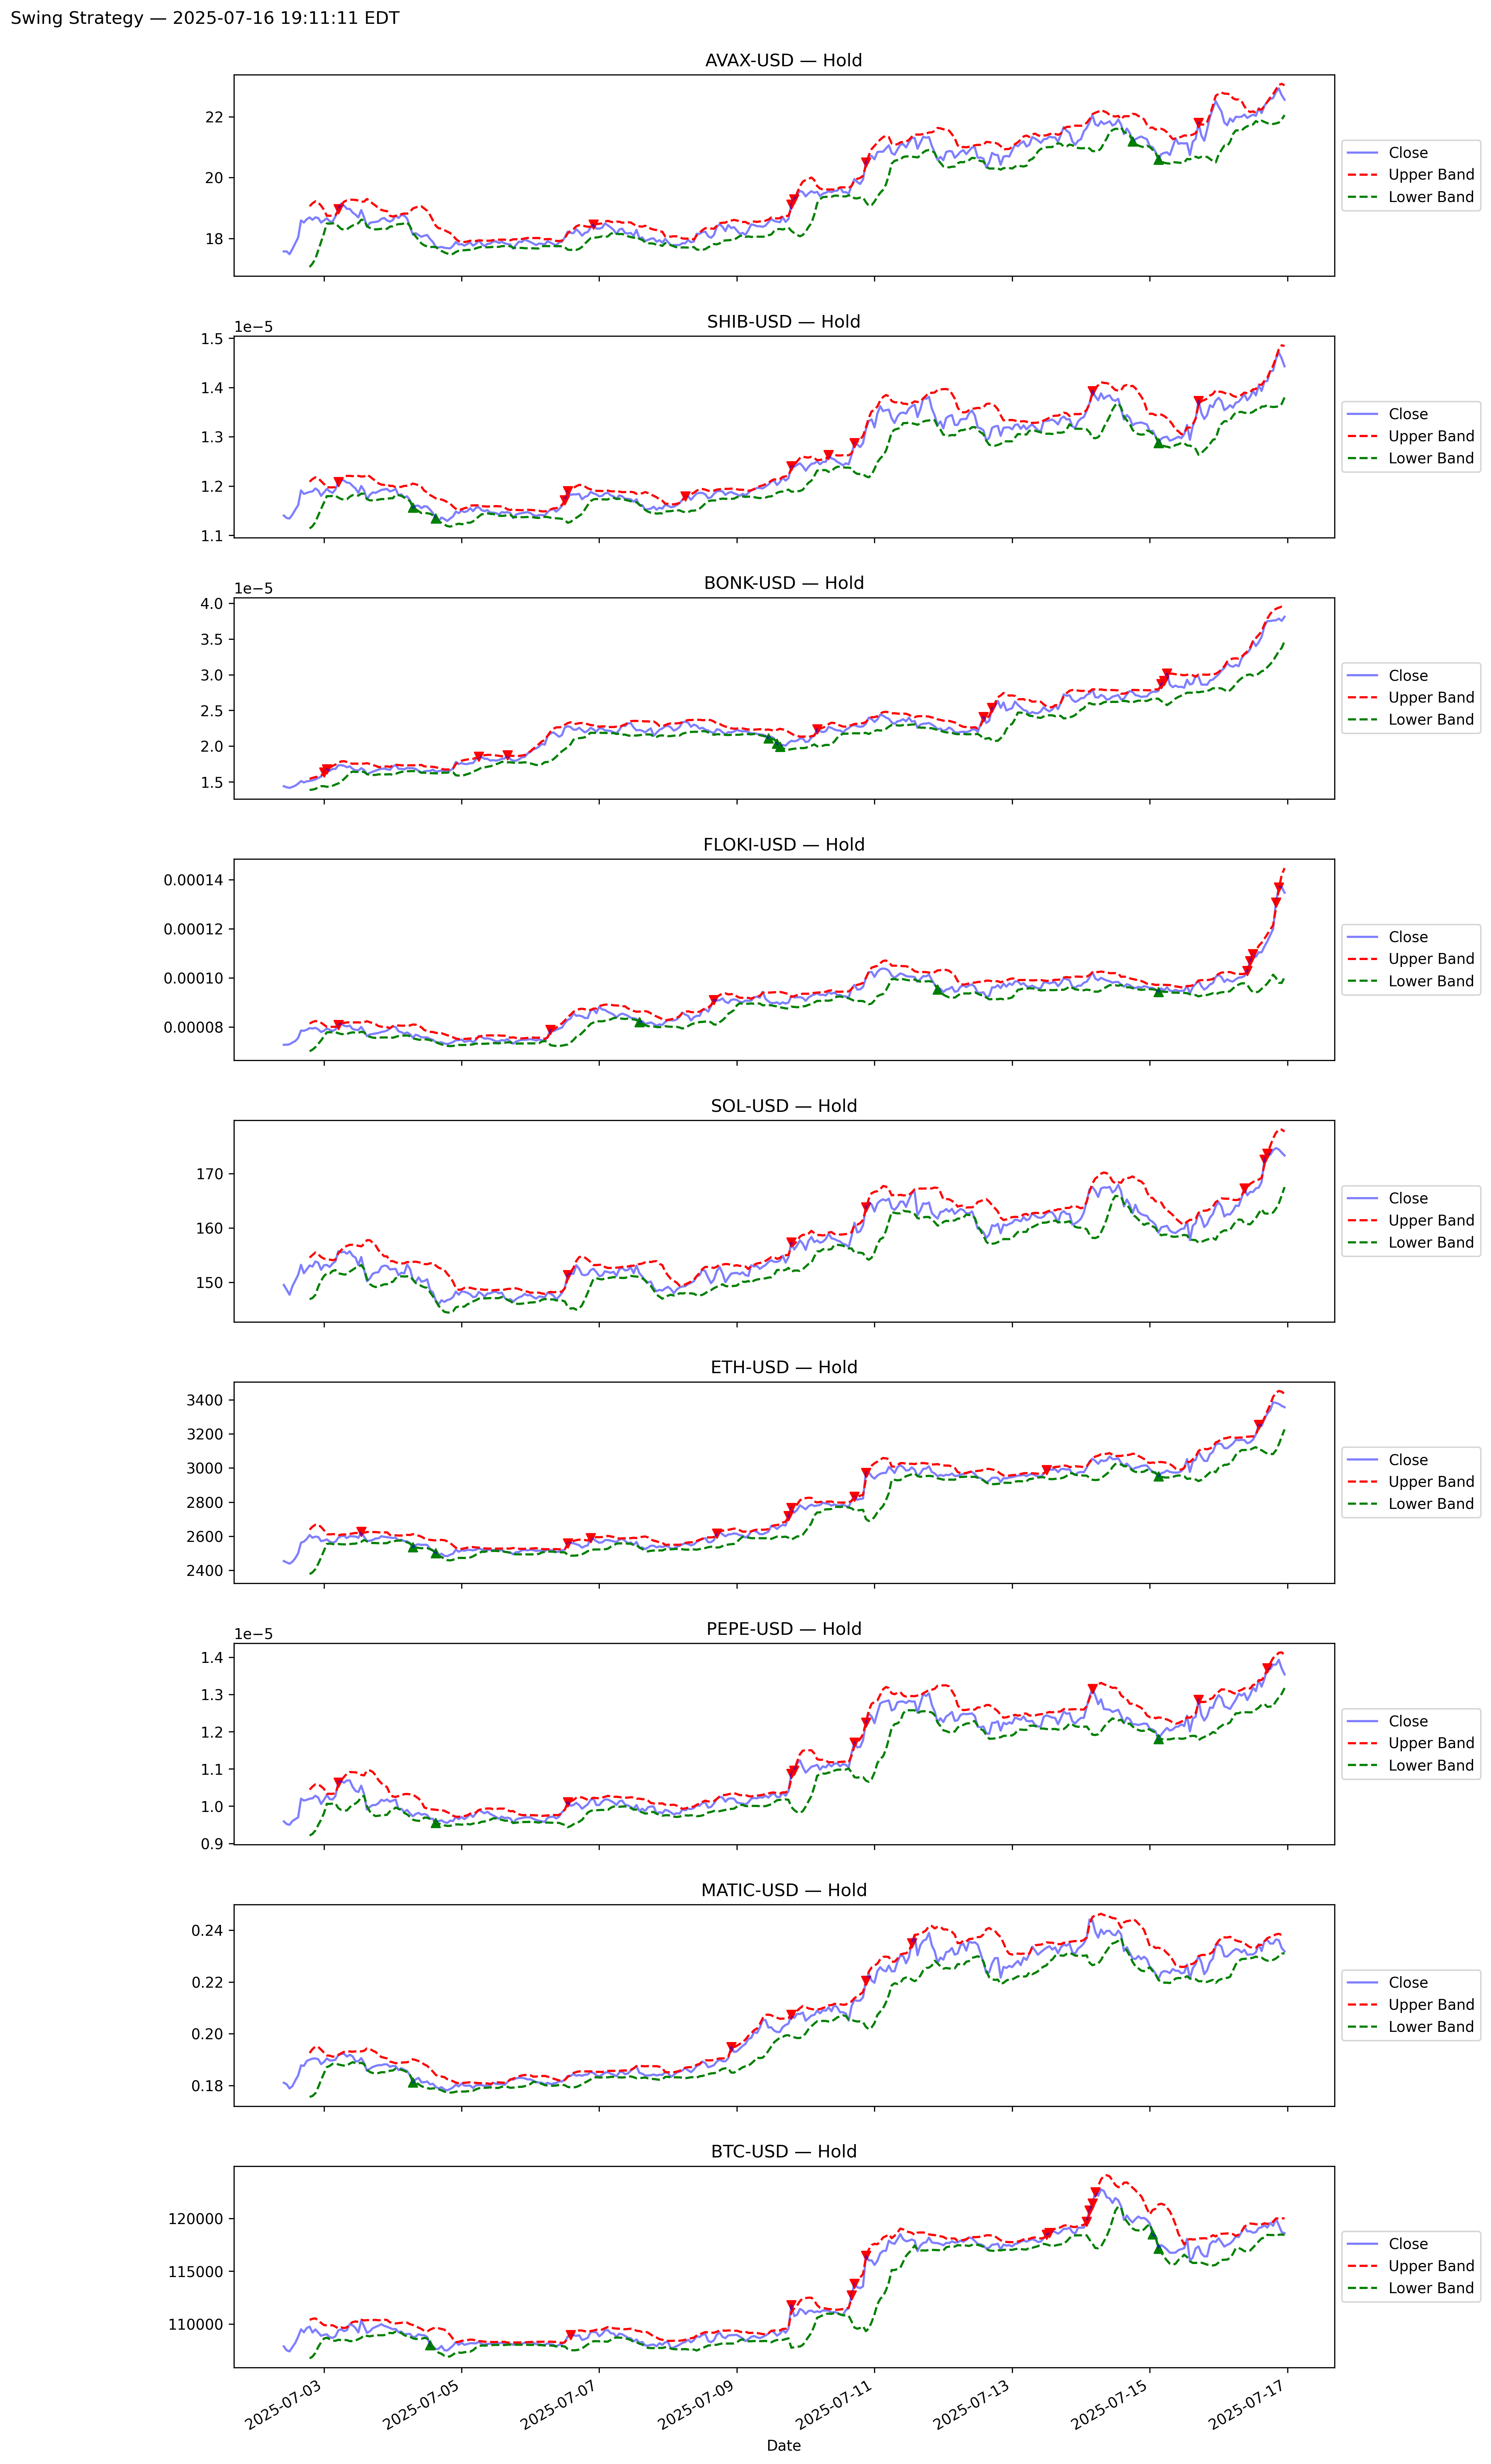 Swing Strategy — 2025-07-16 19:11:11 EDT
AVAX-USD — Hold
22
20
18
Close
Upper Band
Lower Band
SHIB-USD — Hold
1e−5
1.5
1.4
1.3
1.2
1.1
Close
Upper Band
Lower Band
BONK-USD — Hold
1e−5
4.0
3.5
3.0
2.5
2.0
1.5
Close
Upper Band
Lower Band
FLOKI-USD — Hold
0.00014
0.00012
0.00010
0.00008
Close
Upper Band
Lower Band
SOL-USD — Hold
170
160
150
Close
Upper Band
Lower Band
ETH-USD — Hold
3400
3200
3000
2800
2600
2400
Close
Upper Band
Lower Band
PEPE-USD — Hold
1e−5
1.4
1.3
1.2
1.1
1.0
0.9
Close
Upper Band
Lower Band
MATIC-USD — Hold
0.24
0.22
0.20
0.18
Close
Upper Band
Lower Band
BTC-USD — Hold
120000
115000
110000
Close
Upper Band
Lower Band
2025-07-03
2025-07-05
2025-07-07
2025-07-09
2025-07-11
2025-07-13
2025-07-15
2025-07-17
Date